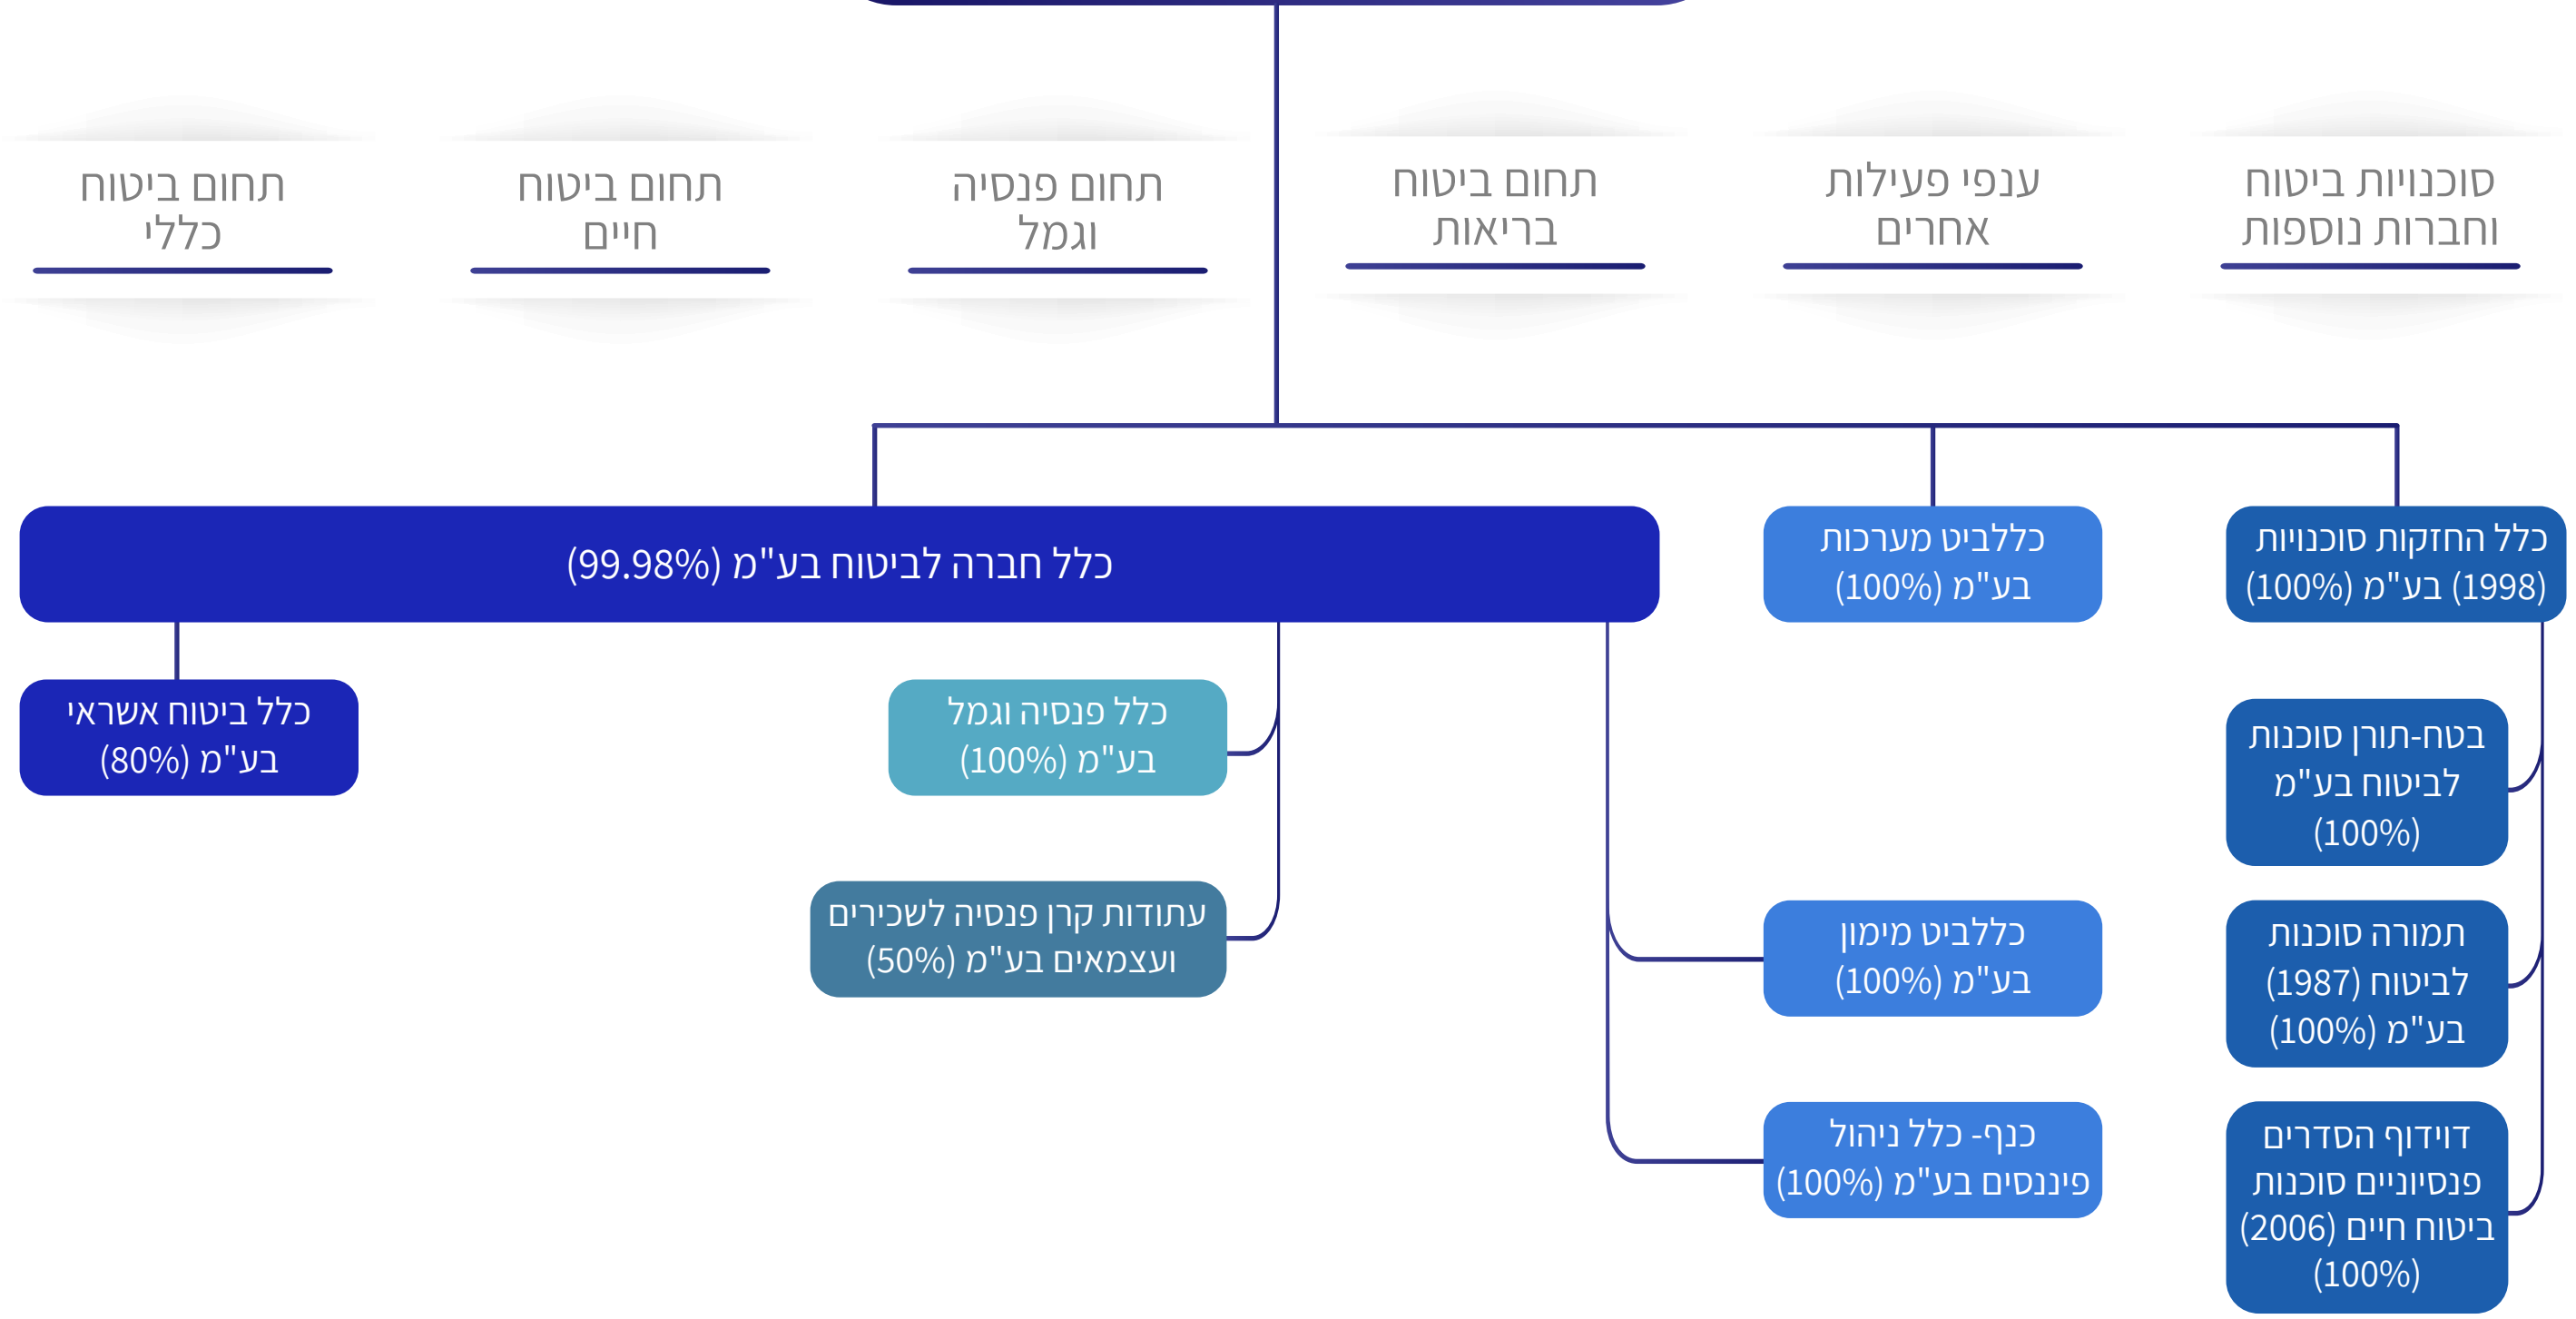 סוכנויות ביטוח
וחברות נוספות
ענפי פעילות
אחרים
תחום ביטוח
בריאות
תחום פנסיה
וגמל
תחום ביטוח
חיים
תחום ביטוח
כללי
כלל החזקות סוכנויות
(1998) בע"מ (100%)
כללביט מערכות
בע"מ (100%)
כלל חברה לביטוח בע"מ (99.98%)
בטח-תורן סוכנות
לביטוח בע"מ
(100%)
כלל פנסיה וגמל
בע"מ (100%)
כלל ביטוח אשראי
בע"מ (80%)
תמורה סוכנות
לביטוח (1987)
בע"מ (100%)
כללביט מימון
בע"מ (100%)
עתודות קרן פנסיה לשכירים
ועצמאים בע"מ (50%)
דוידוף הסדרים
פנסיוניים סוכנות
ביטוח חיים (2006)
(100%)
כנף- כלל ניהול
פיננסים בע"מ (100%)